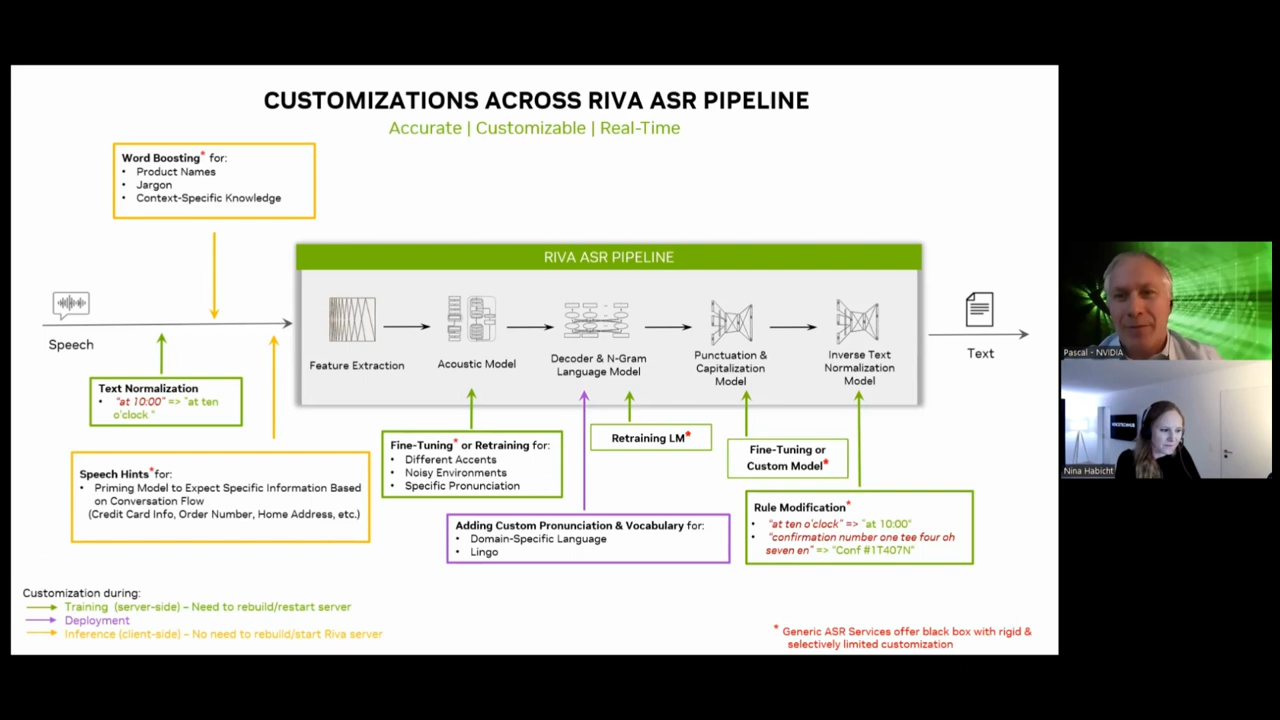 CUSTOMIZATIONS ACROSS RIVA ASR PIPELINE
Accurate | Customizable | Real-Time
Word Boosting* for:
• Product Names
• Jargon
• Context-Specific Knowledge
RIVA ASR PIPELINE
Speech
Feature Extraction
Acoustic Model
Decoder & N-Gram
Language Model
Punctuation &
Capitalization
Model
Inverse Text
Normalization
Model
Text
Text Normalization
• "at 10:00" => "at ten
o'clock "
Speech Hints* for:
• Priming Model to Expect Specific Information Based
on Conversation Flow
(Credit Card Info, Order Number, Home Address, etc.)
Fine-Tuning* or Retraining for:
• Different Accents
• Noisy Environments
• Specific Pronunciation
Retraining LM*
Fine-Tuning or
Custom Model*
Adding Custom Pronunciation & Vocabulary for:
• Domain-Specific Language
• Lingo
Rule Modification*
• "at ten o'clock" => "at 10:00"
• "confirmation number one tee four oh
seven en" => "Conf #1T407N"
Customization during:
Training (server-side) – Need to rebuild/restart server
Deployment
Inference (client-side) – No need to rebuild/start Riva server
* Generic ASR Services offer black box with rigid &
selectively limited customization
Pascal - NVIDIA
Nina Habicht